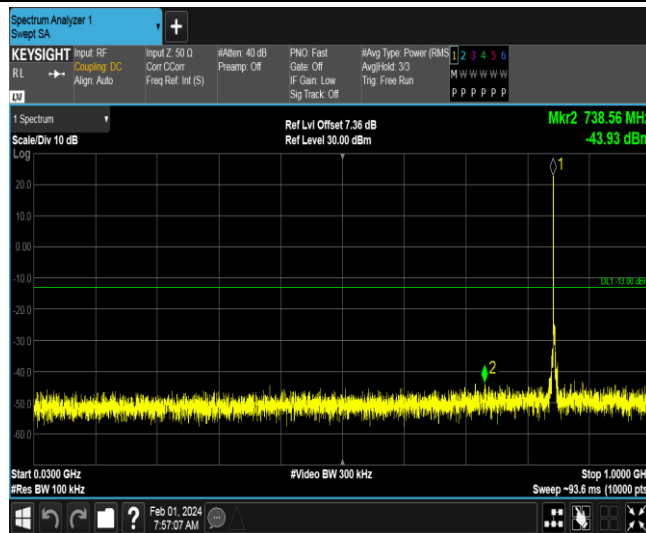 Spectrum Analyzer 1
Swept SA
+
KEYSIGHT
RL
LXI
Input: RF
Coupling: DC
Align: Auto
Input Z: 50 Ω
Corr CCorr
Freq Ref: Int (S)
#Atten: 40 dB
Preamp: Off
PNO: Fast
Gate: Off
IF Gain: Low
Sig Track: Off
#Avg Type: Power (RMS
Avg|Hold: 3/3
Trig: Free Run
1 2 3 4 5 6
M W W W W W
P P P P P P
1 Spectrum
Scale/Div 10 dB
Log
Ref Lvl Offset 7.36 dB
Ref Level 30.00 dBm
Mkr2 738.56 MHz
-43.93 dBm
1
20.0
10.0
0.00
-10.0
DL1 -13.00 dBm
-20.0
-30.0
-40.0
2
-50.0
-60.0
Start 0.0300 GHz
#Res BW 100 kHz
#Video BW 300 kHz
Stop 1.0000 GH
Sweep ~93.6 ms (10000 pts
?
Feb 01, 2024
7:57:07 AM